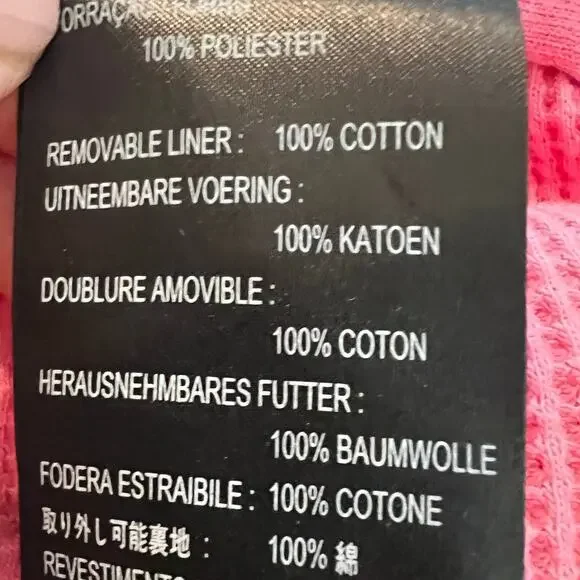 100% POLIESTER
REMOVABLE LINER : 100% COTTON
UITNEEMBARE VOERING :
100% KATOEN
DOUBLURE AMOVIBLE :
100% COTON
HERAUSNEHMBARES FUTTER :
100% BAUMWOLLE
FODERA ESTRAIBILE : 100% COTONE
取り外し可能裏地 : 100% 綿